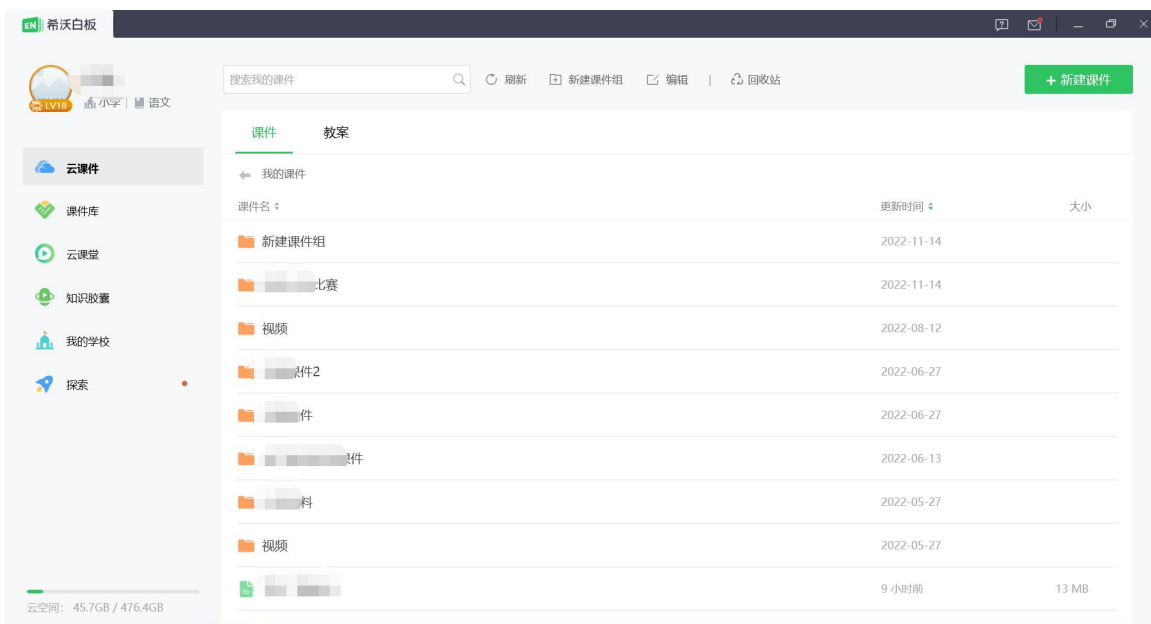 EN 希沃白板
搜索我的课件 刷新 新建课件组 编辑 | 回收站 + 新建课件
LV18 小学 | 语文
课件 教案
云课件
我的课件
课件库
课件名 更新时间 大小
新建课件组 2022-11-14
云课堂
比赛 2022-11-14
知识胶囊
视频 2022-08-12
我的学校
课件2 2022-06-27
探索
件 2022-06-27
课件 2022-06-13
料 2022-05-27
视频 2022-05-27
9 小时前 13 MB
云空间: 45.7GB / 476.4GB